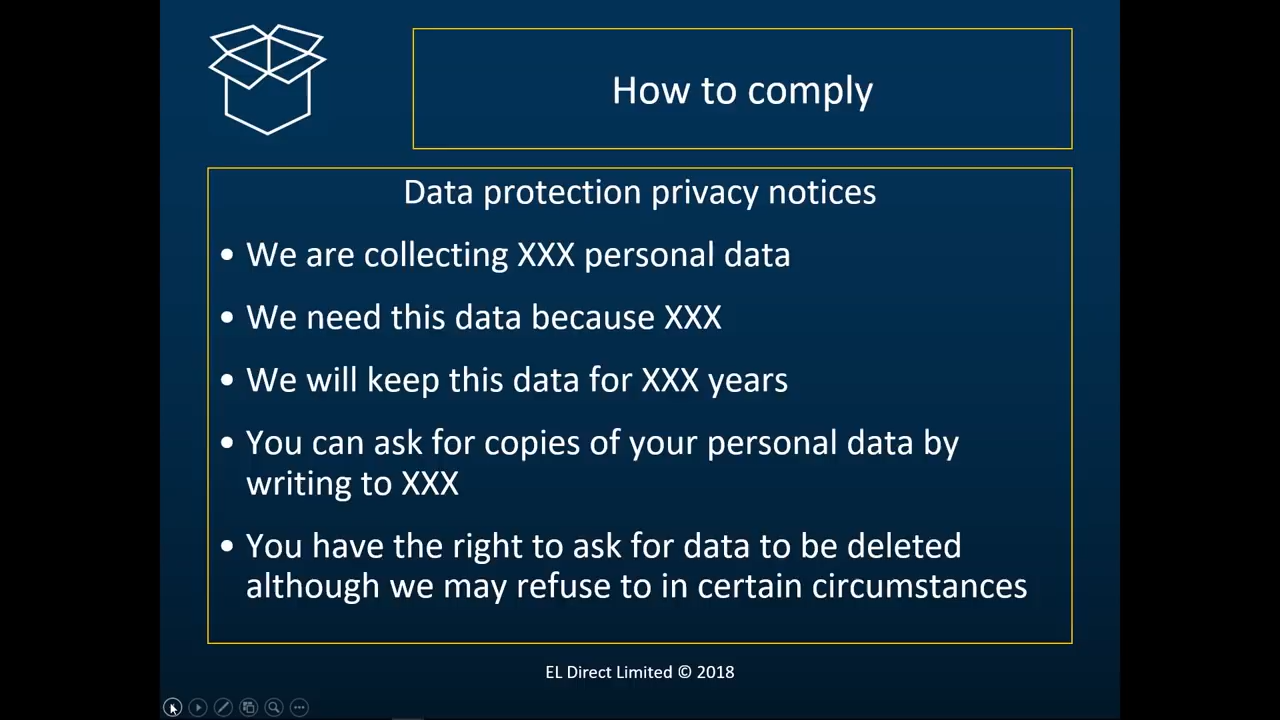 How to comply
Data protection privacy notices
• We are collecting XXX personal data
• We need this data because XXX
• We will keep this data for XXX years
• You can ask for copies of your personal data by
writing to XXX
• You have the right to ask for data to be deleted
although we may refuse to in certain circumstances
EL Direct Limited © 2018